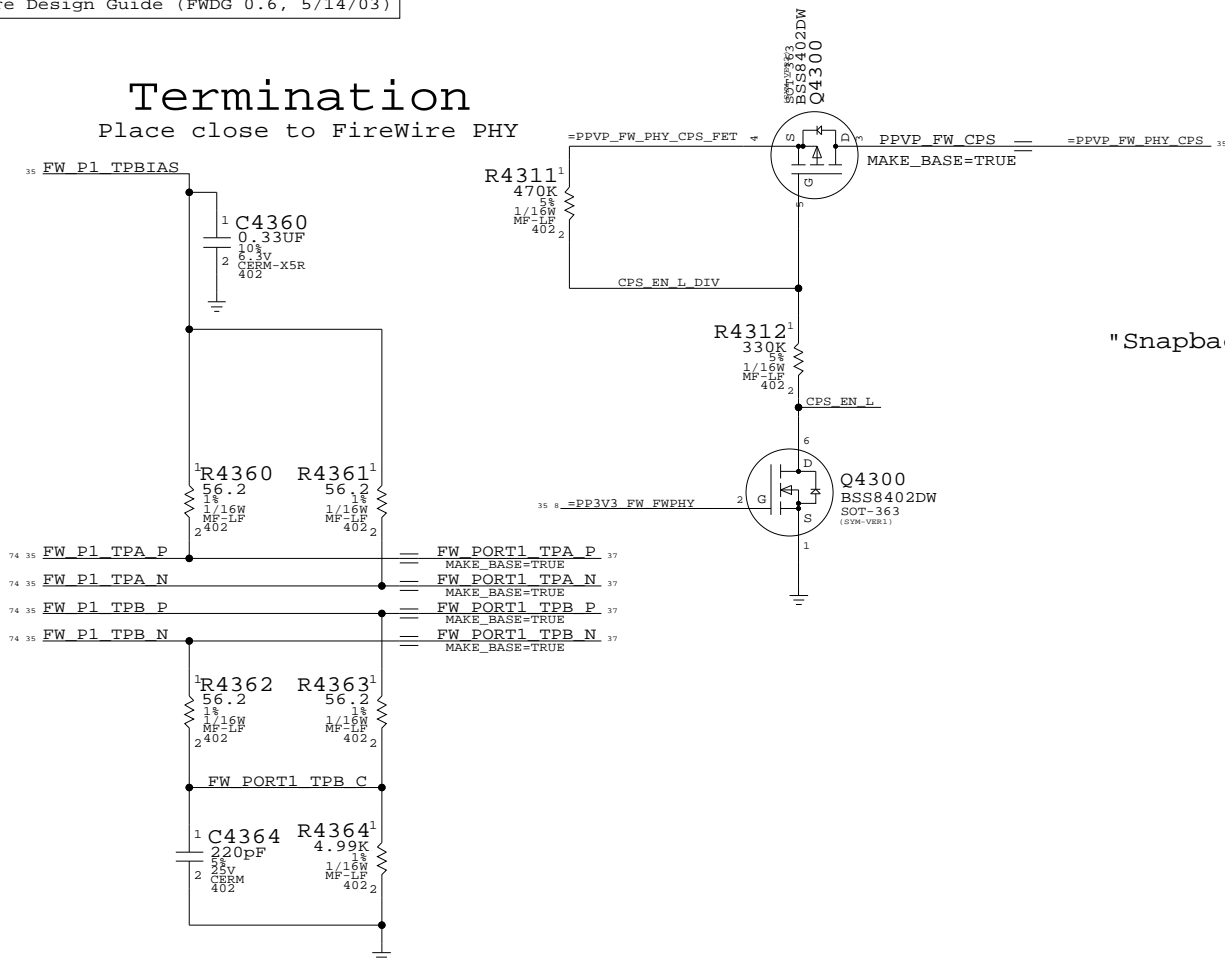 re Design Guide (FWDG 0.6, 5/14/03)
Termination
Place close to FireWire PHY
35 FW_P1_TPBIAS
1 C4360
0.33UF
10%
6.3V
CERM-X5R
2
402
1 R4360
56.2
1%
1/16W
MF-LF
2 402
R4361 1
56.2
1%
1/16W
MF-LF
402 2
74 35 FW_P1_TPA_P
FW_PORT1_TPA_P 37
MAKE_BASE=TRUE
74 35 FW_P1_TPA_N
FW_PORT1_TPA_N 37
MAKE_BASE=TRUE
74 35 FW_P1_TPB_P
FW_PORT1_TPB_P 37
MAKE_BASE=TRUE
74 35 FW_P1_TPB_N
FW_PORT1_TPB_N 37
MAKE_BASE=TRUE
1 R4362
56.2
1%
1/16W
MF-LF
2 402
R4363 1
56.2
1%
1/16W
MF-LF
402 2
FW_PORT1_TPB_C
1 C4364
220pF
5%
25V
2 CERM
402
R4364 1
4.99K
1%
1/16W
MF-LF
402 2
SOT-363
BSS8402DW
Q4300
=PPVP_FW_PHY_CPS_FET
4
S
D
3
G
5
PPVP_FW_CPS
MAKE_BASE=TRUE
=PPVP_FW_PHY_CPS 35
R4311 1
470K
5%
1/16W
MF-LF
402 2
CPS_EN_L_DIV
R4312 1
330K
5%
1/16W
MF-LF
402 2
CPS_EN_L
6
D
35 8 =PP3V3_FW_FWPHY
2
G
S
1
Q4300
BSS8402DW
SOT-363
(SYM-VER1)
"Snapba